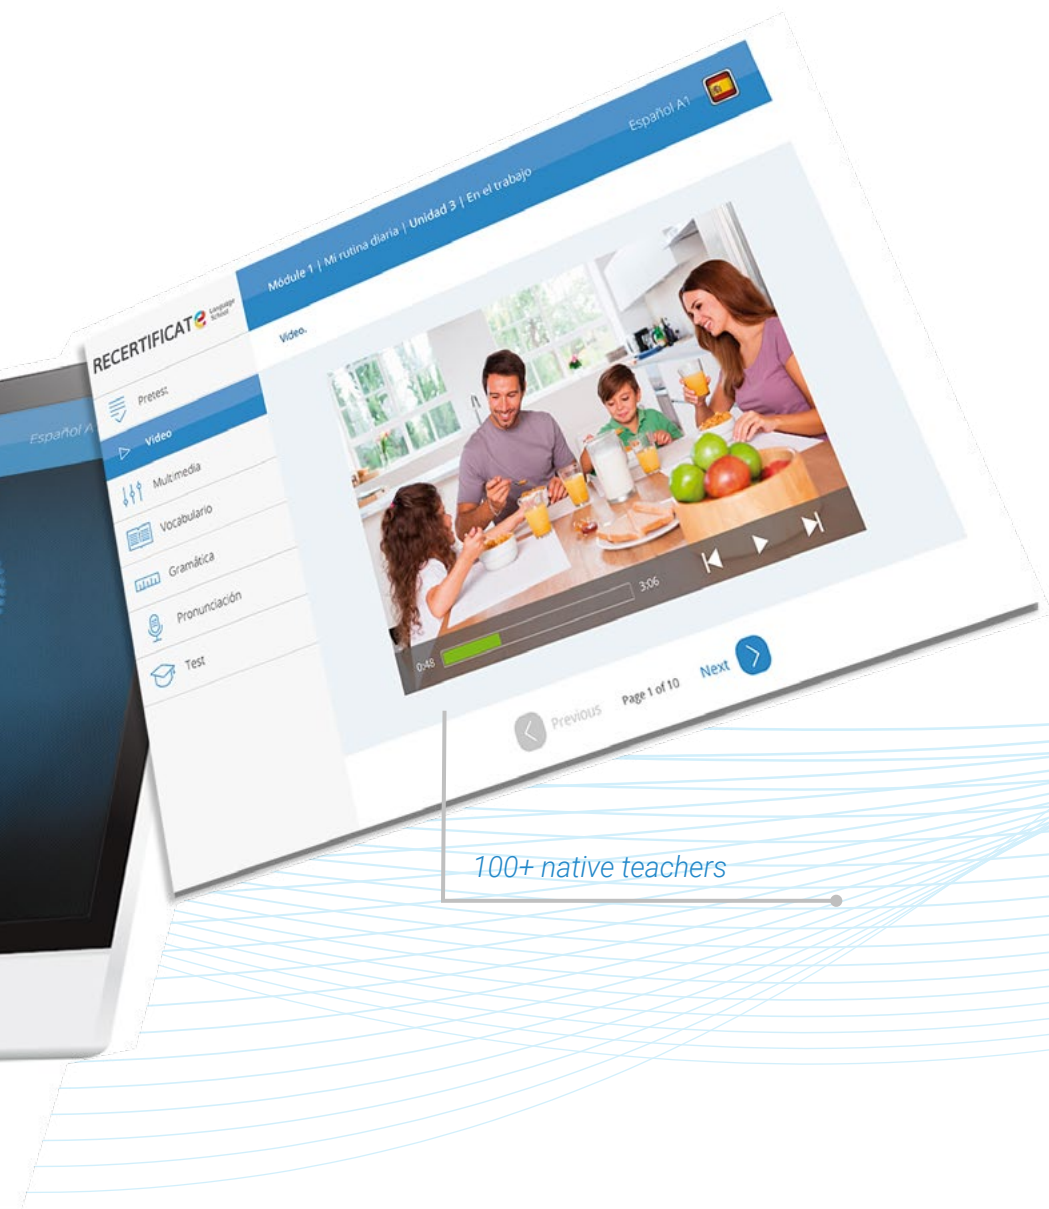 Español A1
Módule 1 | Mi rutina diaria | Unidad 3 | En el trabajo
RECERTIFICATe Language
School
Video.
Pretest
Video
Multimedia
Vocabulario
Gramática
Pronunciación
Test
Español A
0:48
3:06
Previous
Page 1 of 10
Next
100+ native teachers